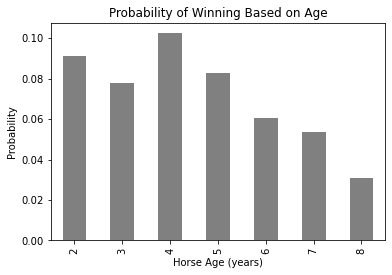 Probability of Winning Based on Age
0.10
0.08
0.06
0.04
0.02
0.00
Probability
2 3 4 5 6 7 8
Horse Age (years)